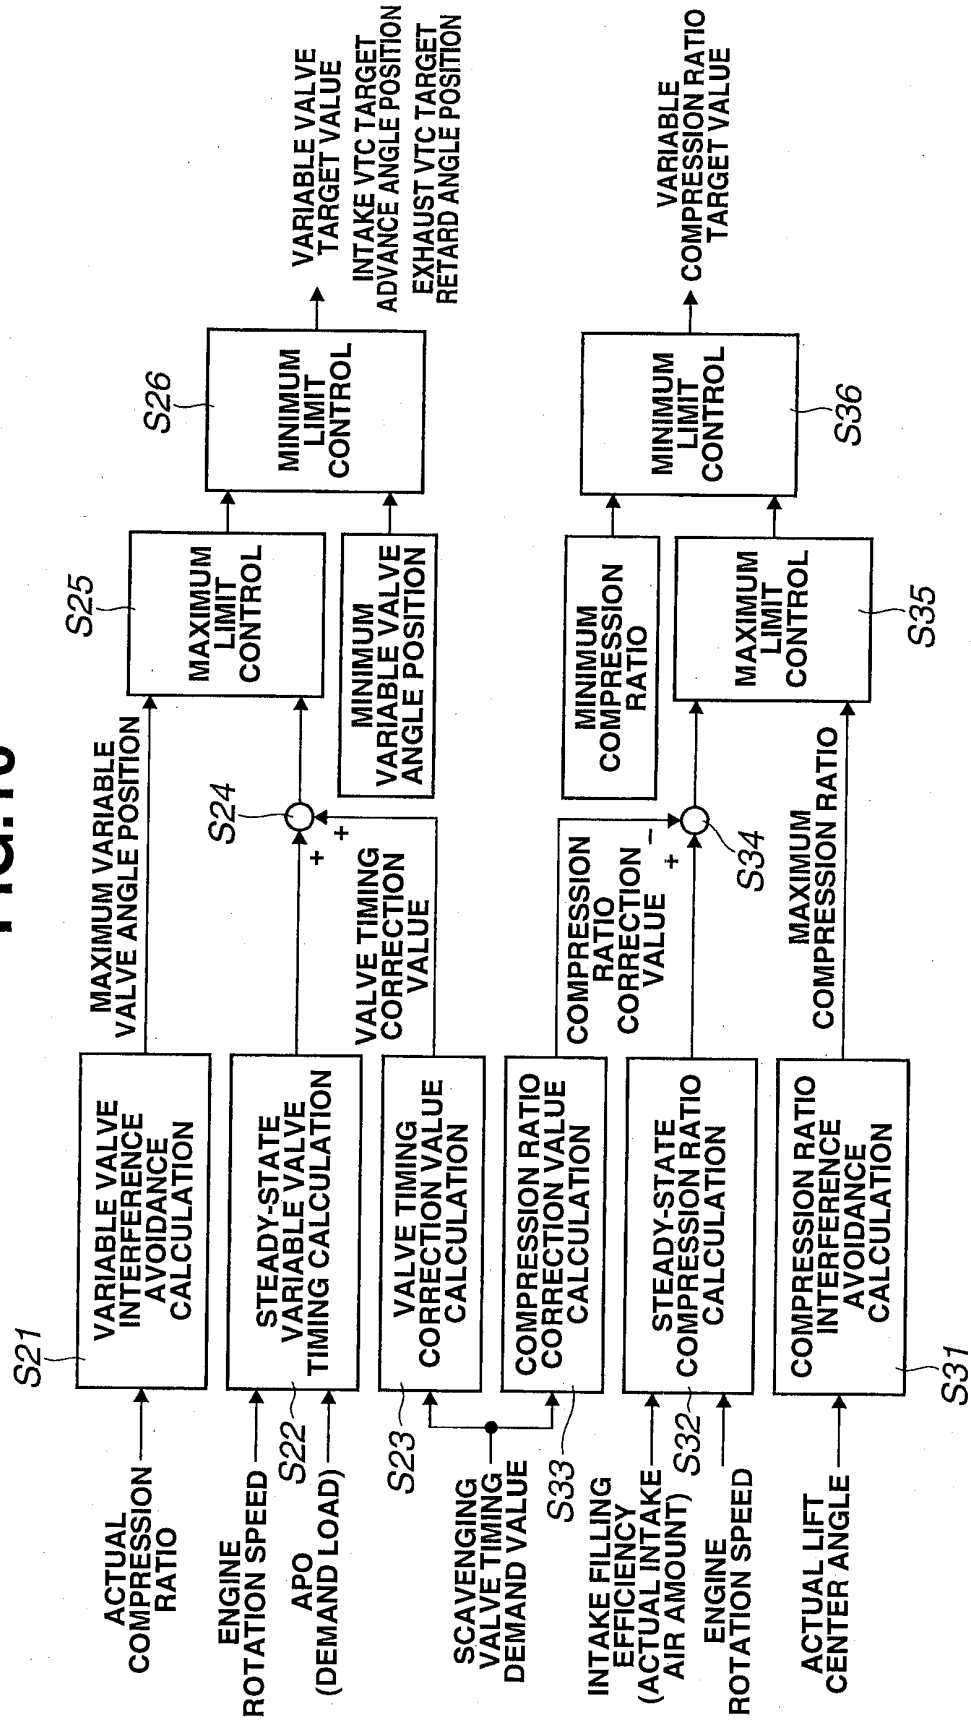 ACTUAL
COMPRESSION
RATIO
S21
VARIABLE VALVE
INTERFERENCE
AVOIDANCE
CALCULATION
MAXIMUM VARIABLE
VALVE ANGLE POSITION
S25
MAXIMUM
LIMIT
CONTROL
S26
MINIMUM
LIMIT
CONTROL
VARIABLE VALVE
TARGET VALUE
INTAKE VTC TARGET
ADVANCE ANGLE POSITION
EXHAUST VTC TARGET
RETARD ANGLE POSITION
ENGINE
ROTATION SPEED
APO
(DEMAND LOAD)
S22
STEADY-STATE
VARIABLE VALVE
TIMING CALCULATION
S24
+
+
MINIMUM
VARIABLE VALVE
ANGLE POSITION
S23
VALVE TIMING
CORRECTION VALUE
CALCULATION
VALVE TIMING
CORRECTION
VALUE
SCAVENGING
VALVE TIMING
DEMAND VALUE
S33
COMPRESSION RATIO
CORRECTION VALUE
CALCULATION
COMPRESSION
RATIO
CORRECTION
VALUE
MINIMUM
COMPRESSION
RATIO
MINIMUM
LIMIT
CONTROL
S36
VARIABLE
COMPRESSION RATIO
TARGET VALUE
INTAKE FILLING
EFFICIENCY
(ACTUAL INTAKE
AIR AMOUNT)
ENGINE
ROTATION SPEED
S32
STEADY-STATE
COMPRESSION RATIO
CALCULATION
+
−
S34
MAXIMUM
LIMIT
CONTROL
S35
ACTUAL LIFT
CENTER ANGLE
COMPRESSION RATIO
INTERFERENCE
AVOIDANCE
CALCULATION
S31
MAXIMUM
COMPRESSION RATIO